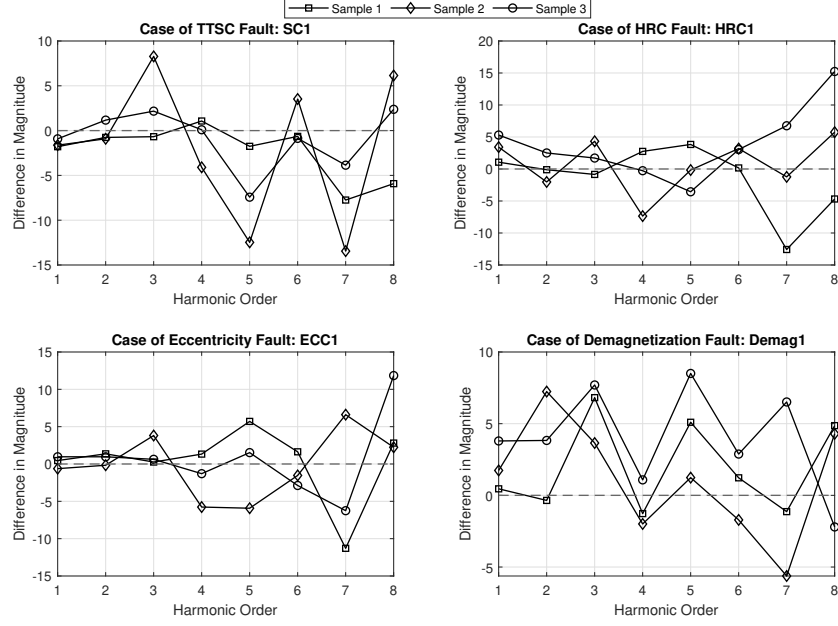 Sample 1 Sample 2 Sample 3
Case of TTSC Fault: SC1
Difference in Magnitude
10
5
0
-5
-10
-15
1 2 3 4 5 6 7 8
Harmonic Order
Case of HRC Fault: HRC1
Difference in Magnitude
20
15
10
5
0
-5
-10
-15
1 2 3 4 5 6 7 8
Harmonic Order
Case of Eccentricity Fault: ECC1
Difference in Magnitude
15
10
5
0
-5
-10
-15
1 2 3 4 5 6 7 8
Harmonic Order
Case of Demagnetization Fault: Demag1
Difference in Magnitude
10
5
0
-5
1 2 3 4 5 6 7 8
Harmonic Order